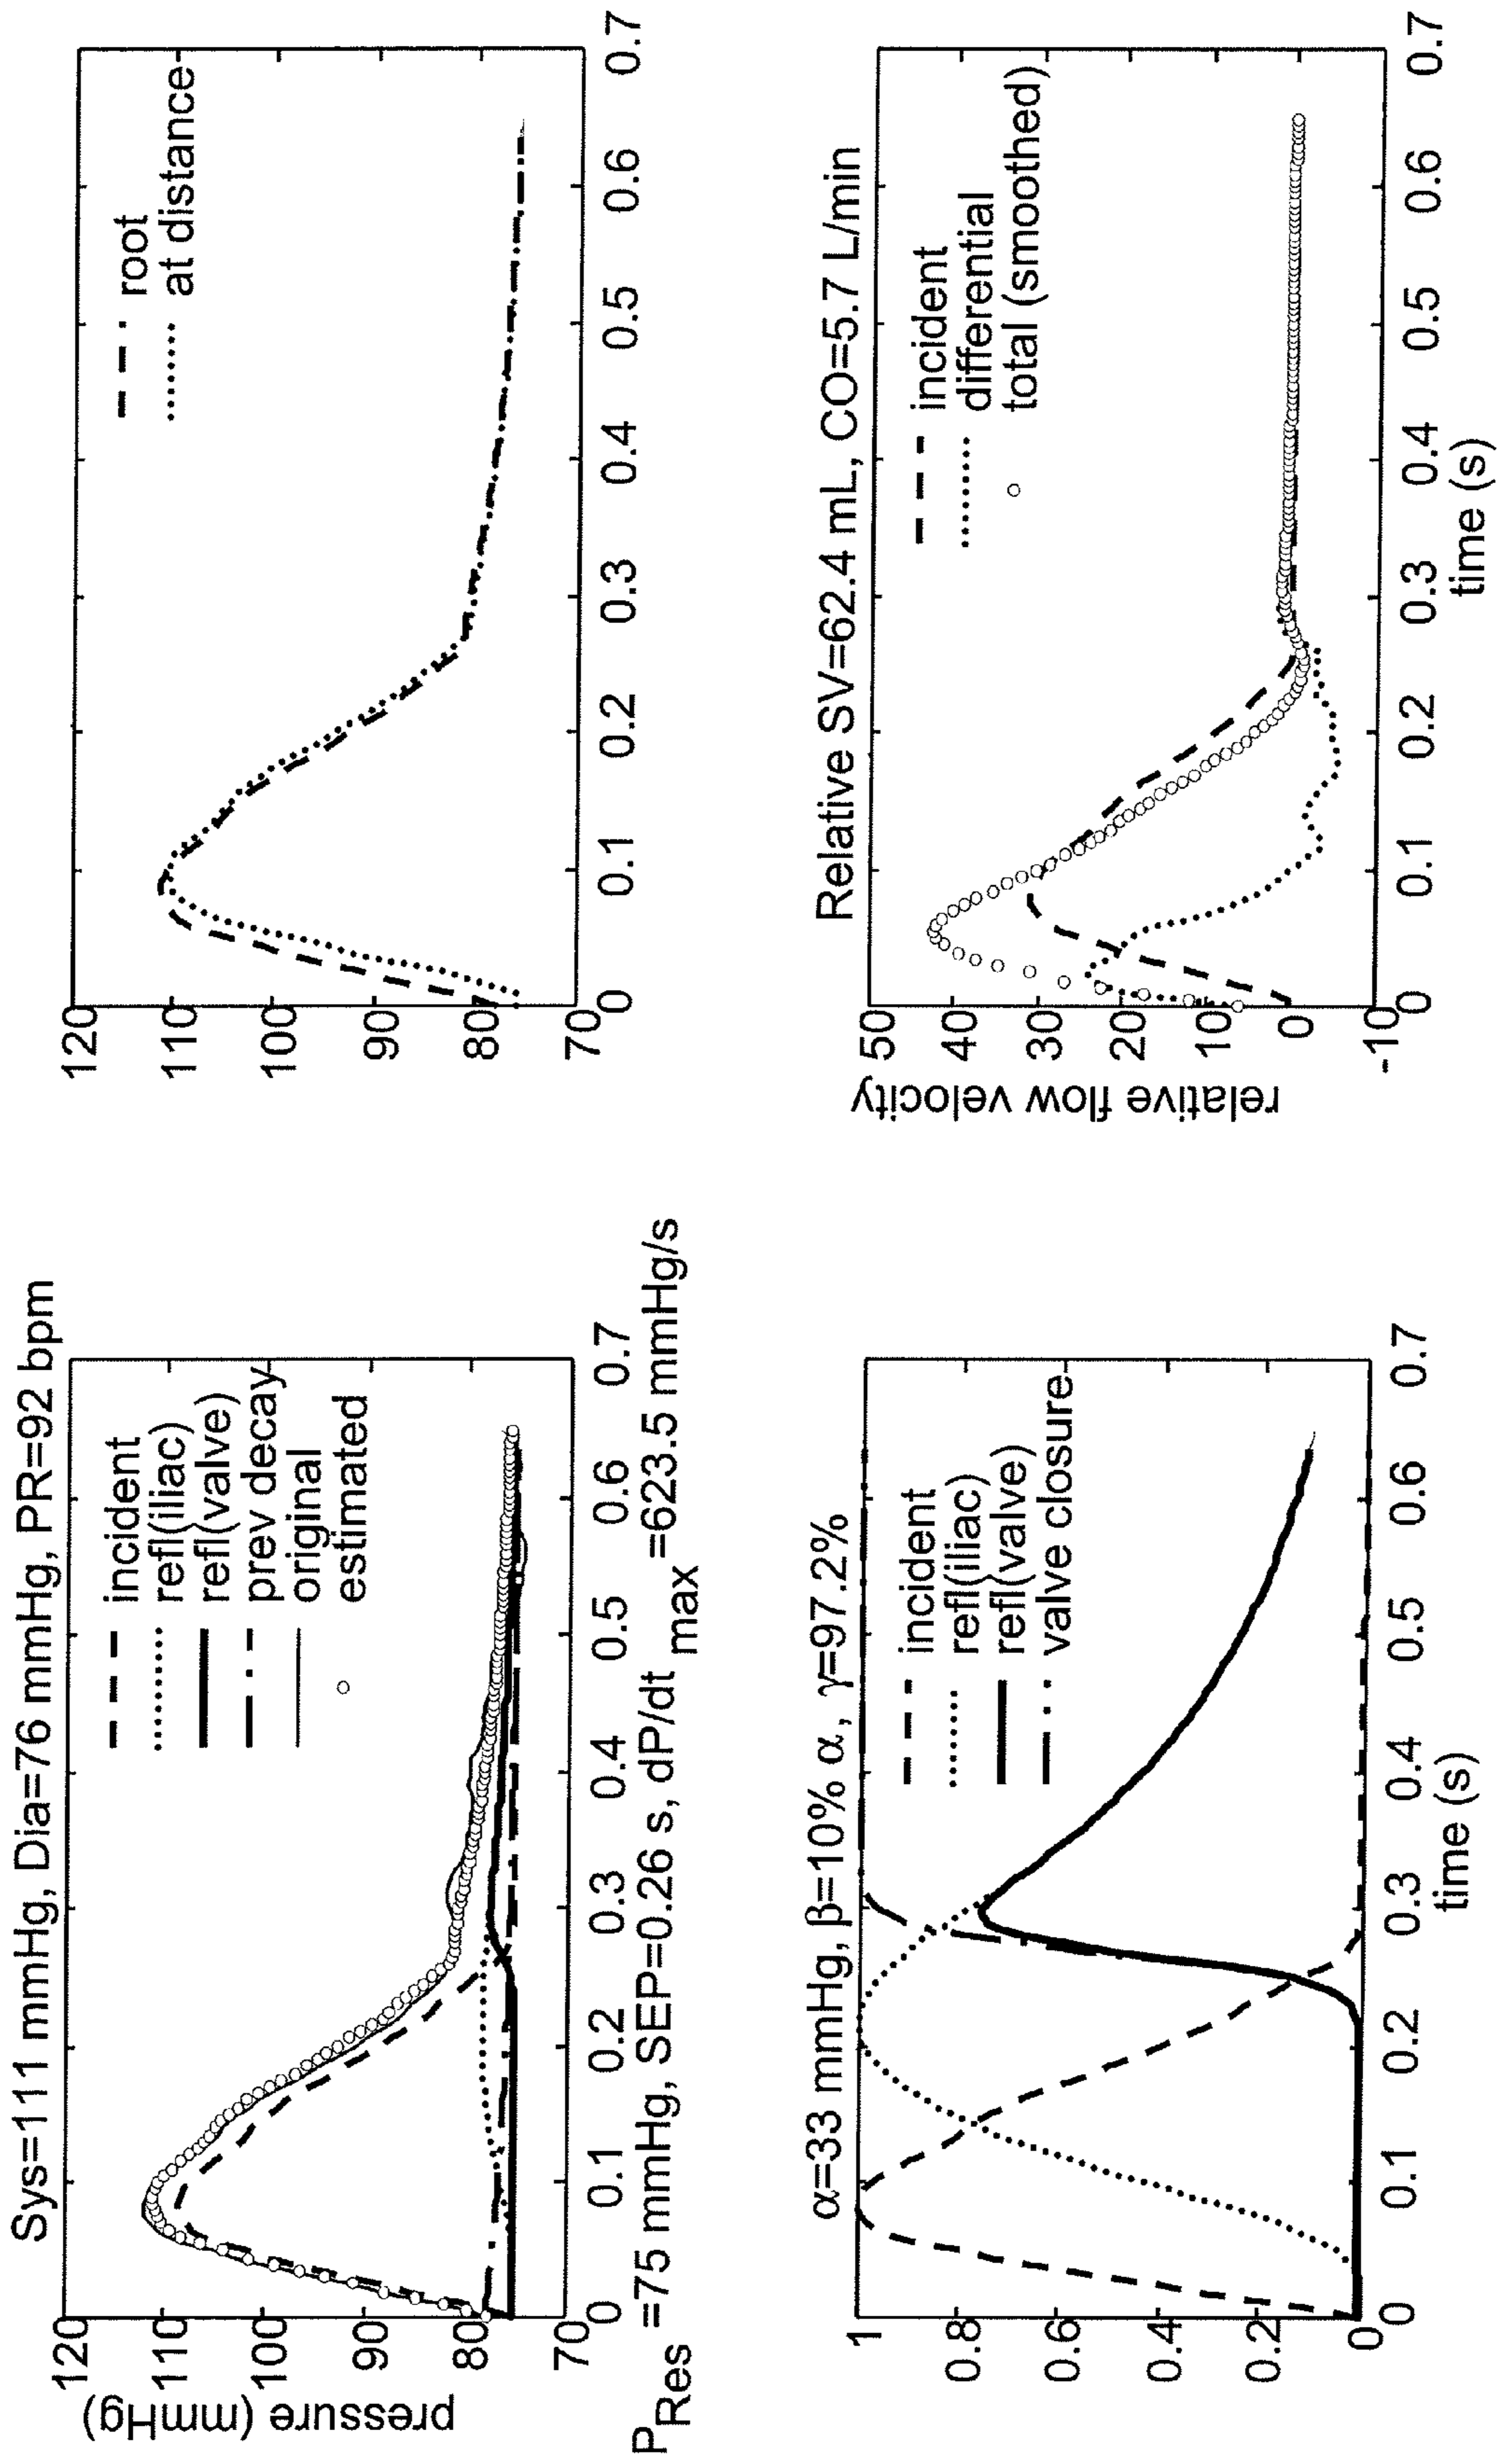 Sys=111 mmHg, Dia=76 mmHg, PR=92 bpm
pressure (mmHg)
120
110
100
90
80
70
incident
refl(iliac)
refl(valve)
prev decay
original
estimated
0 0.1 0.2 0.3 0.4 0.5 0.6 0.7
P_Res =75 mmHg, SEP=0.26 s, dP/dt_max =623.5 mmHg/s
120
110
100
90
80
70
root
at distance
0 0.1 0.2 0.3 0.4 0.5 0.6 0.7
α=33 mmHg, β=10% α, γ=97.2%
1
0.8
0.6
0.4
0.2
0
incident
refl(iliac)
refl(valve)
valve closure
0 0.1 0.2 0.3 0.4 0.5 0.6 0.7
time (s)
Relative SV=62.4 mL, CO=5.7 L/min
relative flow velocity
50
40
30
20
10
0
-10
incident
differential
total (smoothed)
0 0.1 0.2 0.3 0.4 0.5 0.6 0.7
time (s)